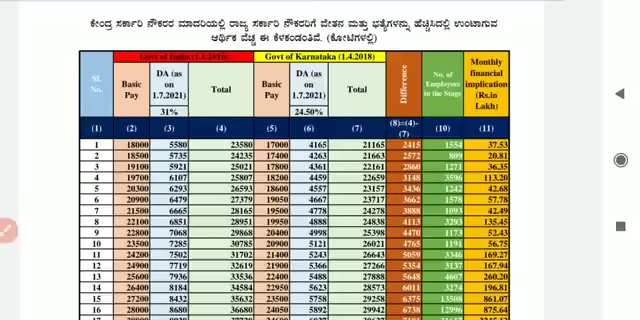 ಕೇಂದ್ರ ಸರ್ಕಾರಿ ನೌಕರರ ಮಾದರಿಯಲ್ಲಿ ರಾಜ್ಯ ಸರ್ಕಾರಿ ನೌಕರರಿಗೆ ವೇತನ ಮತ್ತು ಭತ್ಯೆಗಳನ್ನು ಹೆಚ್ಚಿಸಿದಲ್ಲಿ ಉಂಟಾಗುವ
ಆರ್ಥಿಕ ವೆಚ್ಚ ಈ ಕೆಳಕಂಡಂತಿವೆ. (ಕೋಟಿಗಳಲ್ಲಿ)
Sl. No. Govt of India (1.1.2016) Govt of Karnataka (1.4.2018) Difference No. of Employees in the Stage Monthly financial implication (Rs.in Lakh)
Basic Pay DA (as on 1.7.2021) Total Basic Pay DA (as on 1.7.2021) Total
31% 24.50%
(1) (2) (3) (4) (5) (6) (7) (8)=(4)-(7) (10) (11)
1 18000 5580 23580 17000 4165 21165 2415 1554 37.53
2 18500 5735 24235 17400 4263 21663 2572 809 20.81
3 19100 5921 25021 17800 4361 22161 2860 1271 36.35
4 19700 6107 25807 18200 4459 22659 3148 3596 113.20
5 20300 6293 26593 18600 4557 23157 3436 1242 42.68
6 20900 6479 27379 19050 4667 23717 3662 1578 57.78
7 21500 6665 28165 19500 4778 24278 3888 1093 42.49
8 22100 6851 28951 19950 4888 24838 4113 3293 135.45
9 22800 7068 29868 20400 4998 25398 4470 1173 52.43
10 23500 7285 30785 20900 5121 26021 4765 1191 56.75
11 24200 7502 31702 21400 5243 26643 5059 3346 169.27
12 24900 7719 32619 21900 5366 27266 5354 3137 167.94
13 25600 7936 33536 22400 5488 27888 5648 4607 260.20
14 26400 8184 34584 22950 5623 28573 6011 3274 196.81
15 27200 8432 35632 23500 5758 29258 6375 13508 861.07
16 28000 8680 36680 24050 5892 29942 6738 12996 875.64